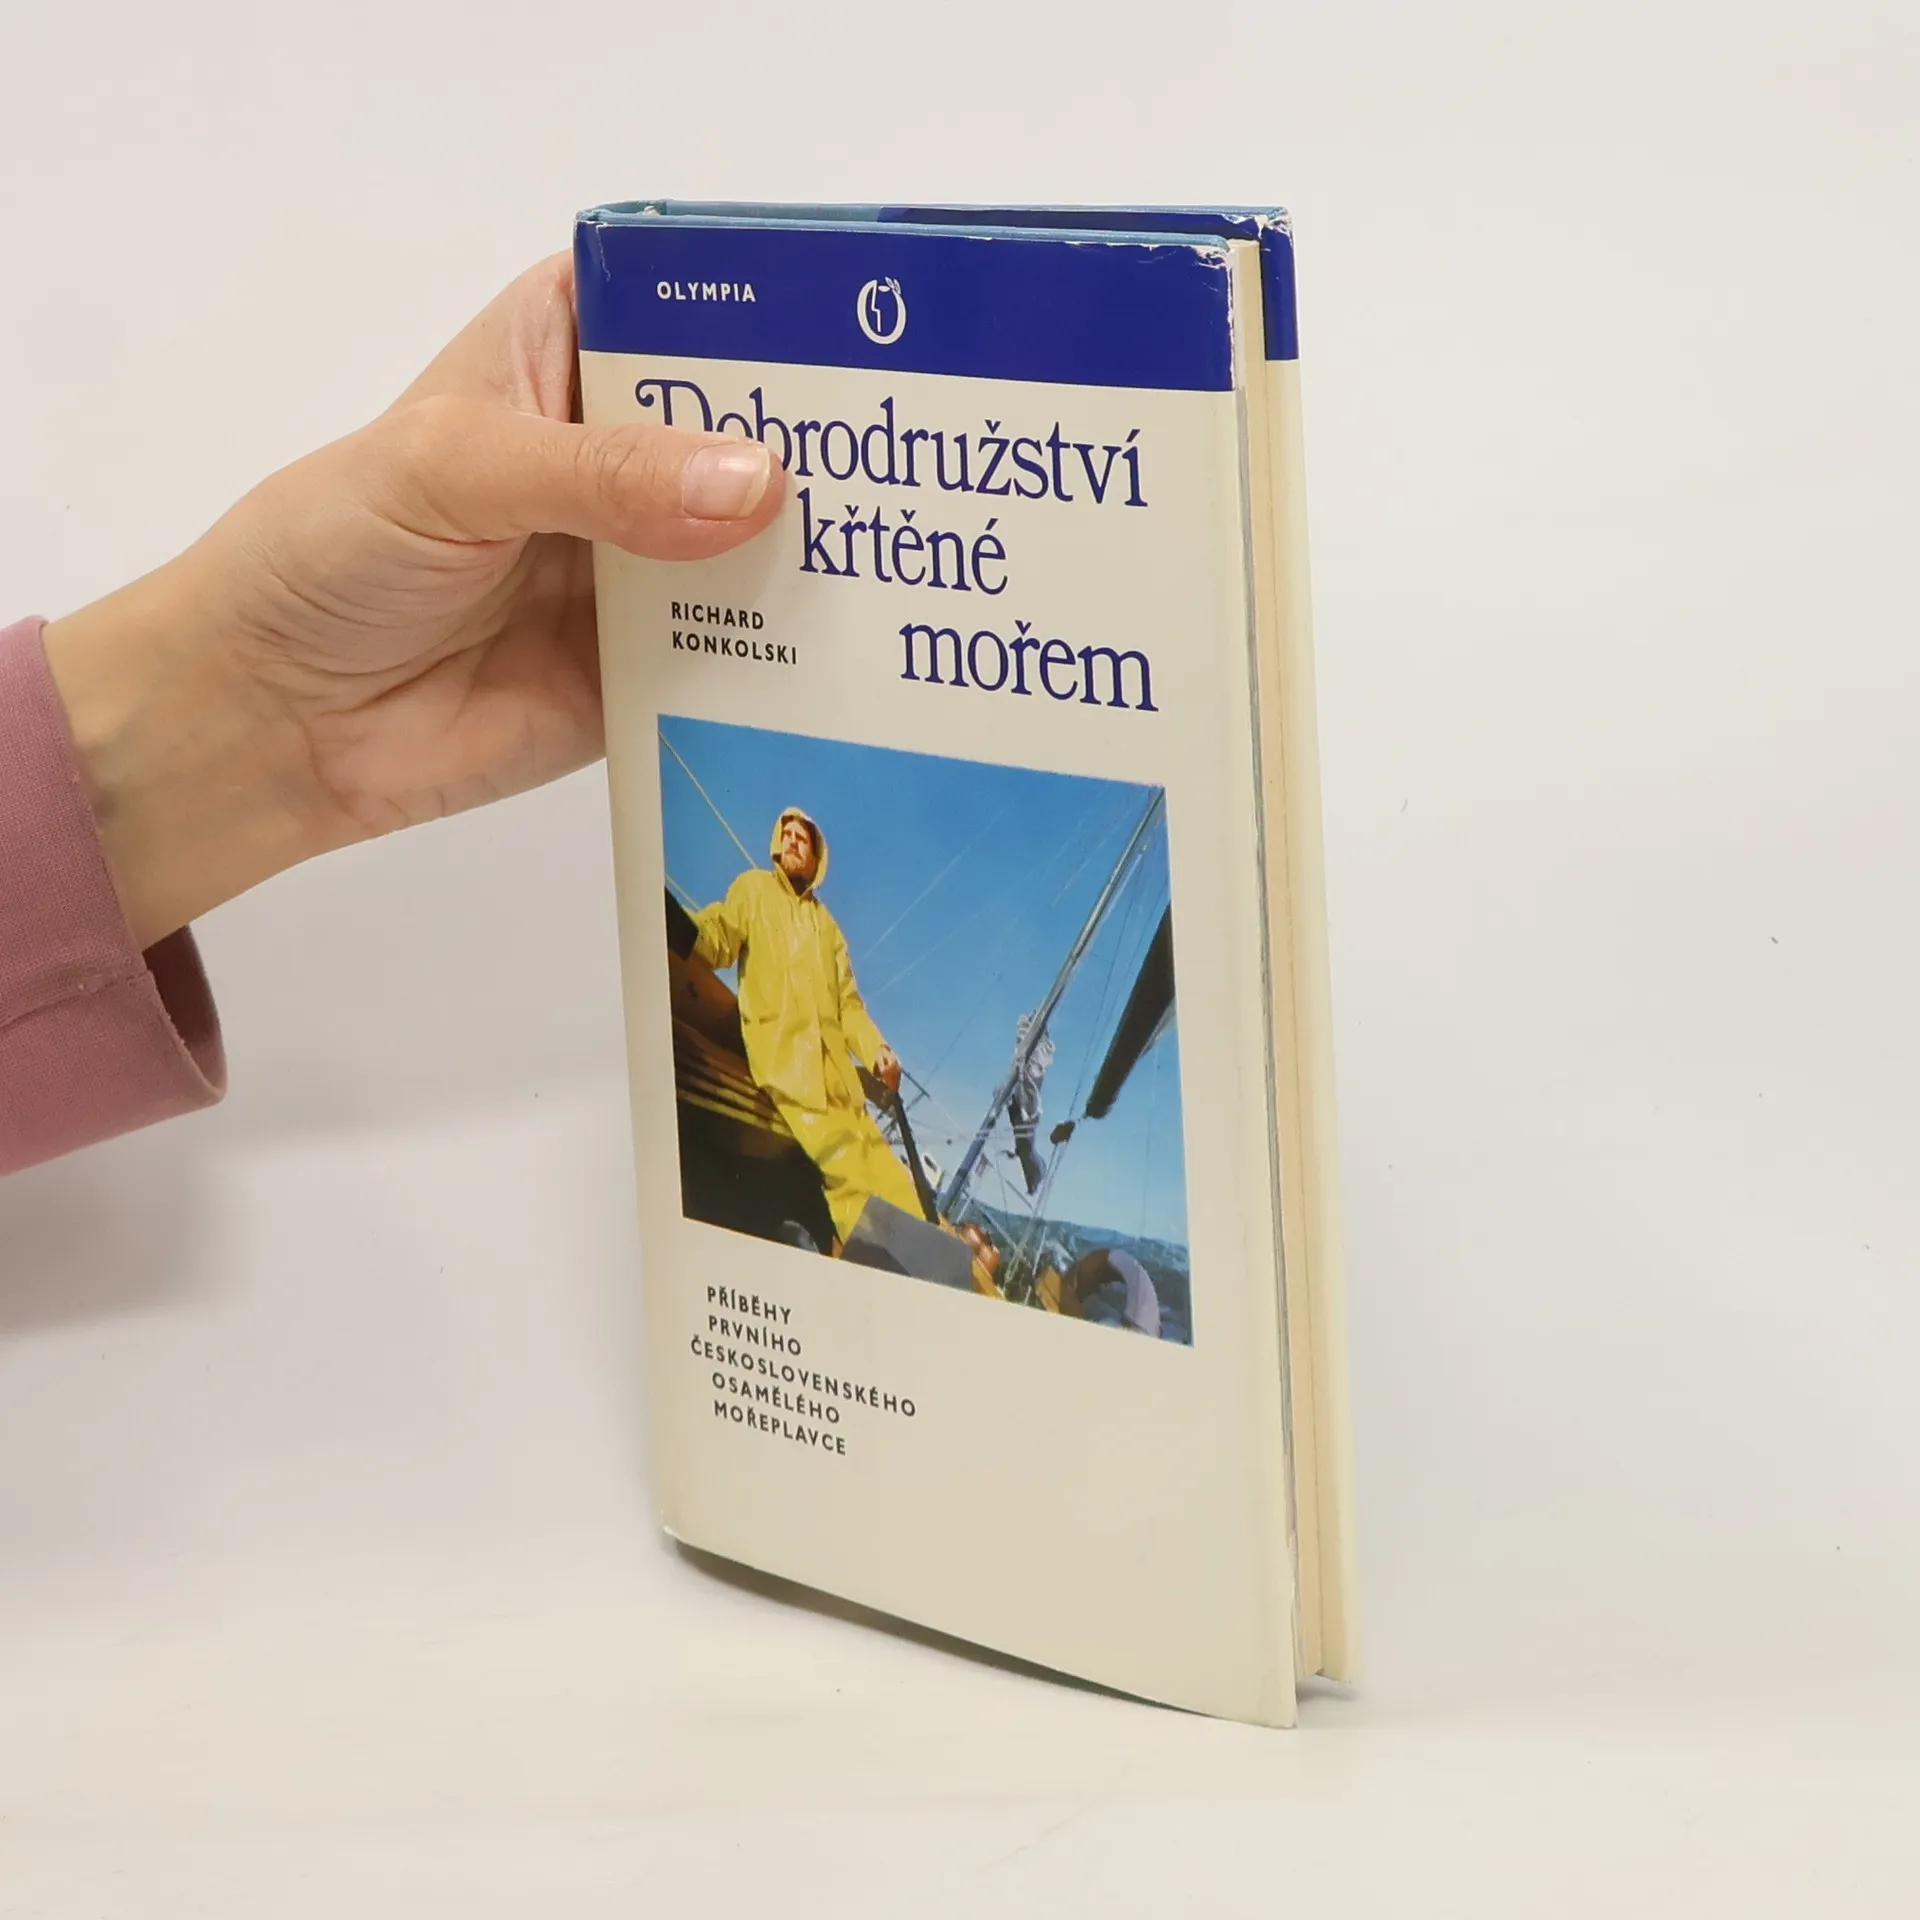 OLYMPIA
Dobrodružství
křtěné
mořem
RICHARD
KONKOLSKI
PŘÍBĚHY
PRVNÍHO
ČESKOSLOVENSKÉHO
OSAMĚLÉHO
MOŘEPLAVCE